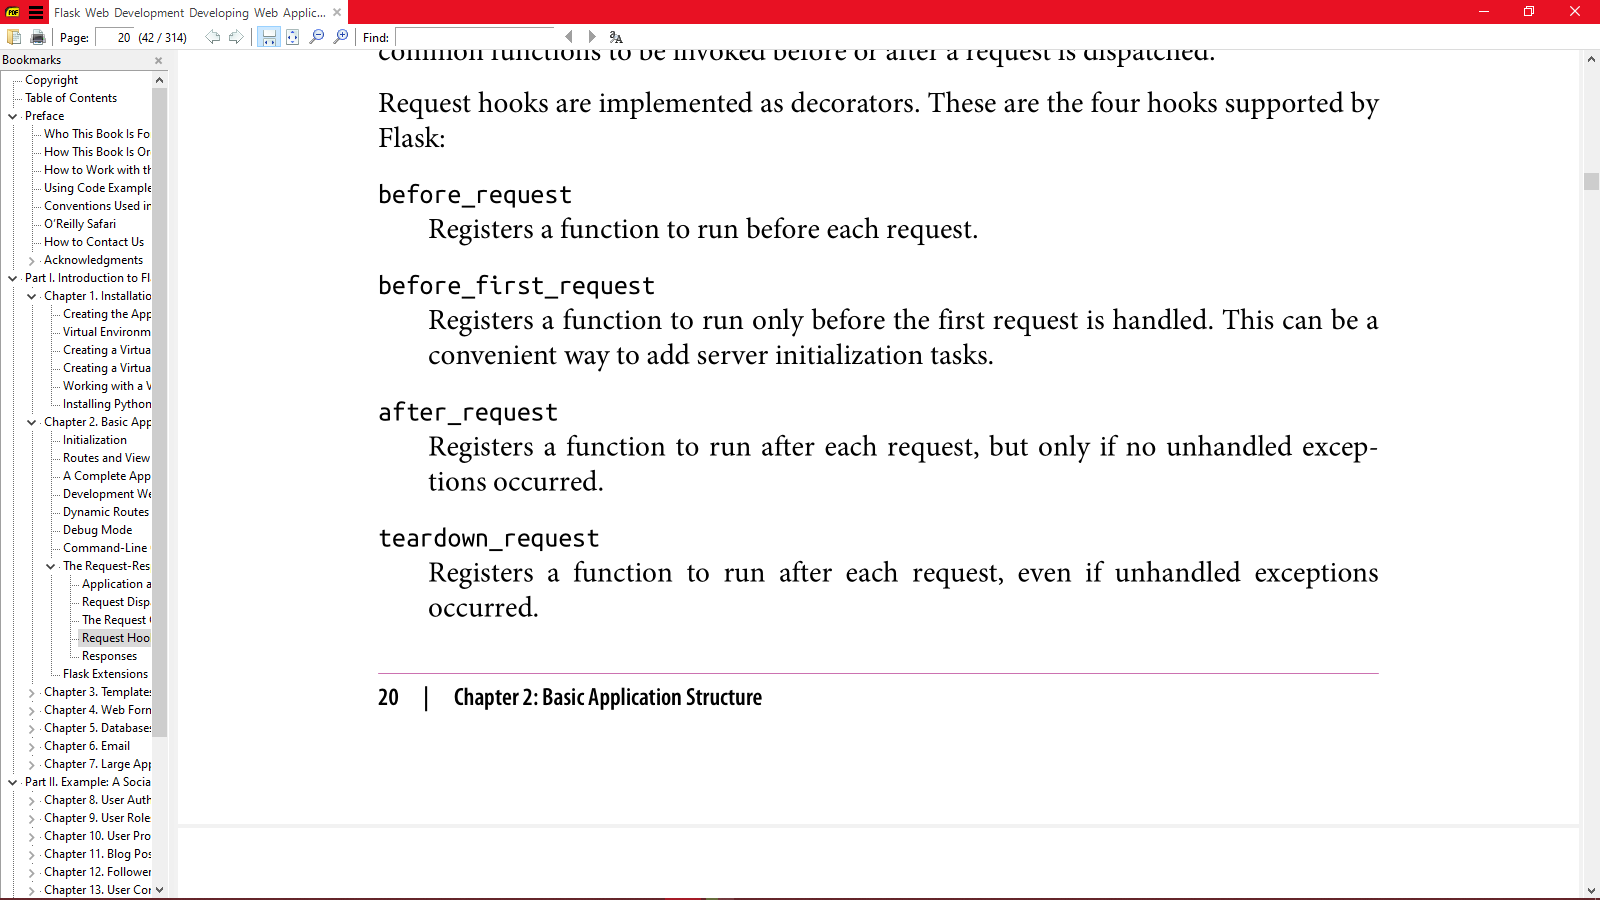 Flask Web Development Developing Web Applic...
Page: 20 (42 / 314) Find:
Bookmarks
Copyright
Table of Contents
Preface
Who This Book Is Fo
How This Book Is Or
How to Work with th
Using Code Example
Conventions Used in
O'Reilly Safari
How to Contact Us
Acknowledgments
Part I. Introduction to Fl
Chapter 1. Installatio
Creating the App
Virtual Environm
Creating a Virtua
Creating a Virtua
Working with a V
Installing Python
Chapter 2. Basic App
Initialization
Routes and View
A Complete App
Development We
Dynamic Routes
Debug Mode
Command-Line
The Request-Res
Application a
Request Disp
The Request
Request Hoo
Responses
Flask Extensions
Chapter 3. Templates
Chapter 4. Web Forn
Chapter 5. Databases
Chapter 6. Email
Chapter 7. Large App
Part II. Example: A Socia
Chapter 8. User Auth
Chapter 9. User Role
Chapter 10. User Pro
Chapter 11. Blog Pos
Chapter 12. Follower
Chapter 13. User Cor
common functions to be invoked before or after a request is dispatched.
Request hooks are implemented as decorators. These are the four hooks supported by
Flask:
before_request
Registers a function to run before each request.
before_first_request
Registers a function to run only before the first request is handled. This can be a
convenient way to add server initialization tasks.
after_request
Registers a function to run after each request, but only if no unhandled excep-
tions occurred.
teardown_request
Registers a function to run after each request, even if unhandled exceptions
occurred.
20 | Chapter 2: Basic Application Structure